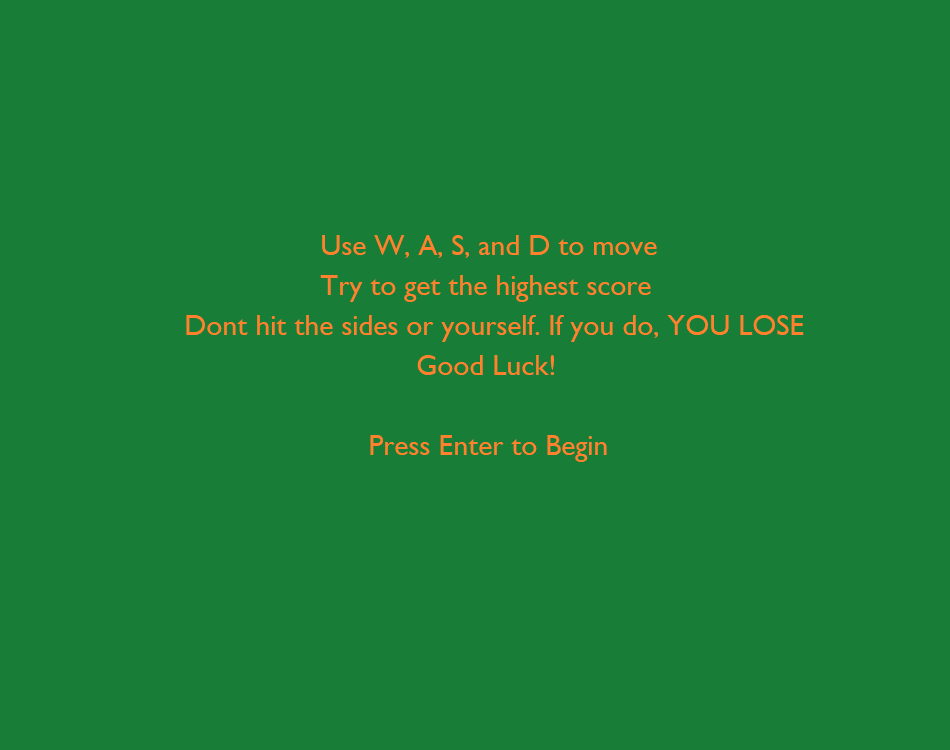 Use W, A, S, and D to move
Try to get the highest score
Dont hit the sides or yourself. If you do, YOU LOSE
Good Luck!
Press Enter to Begin